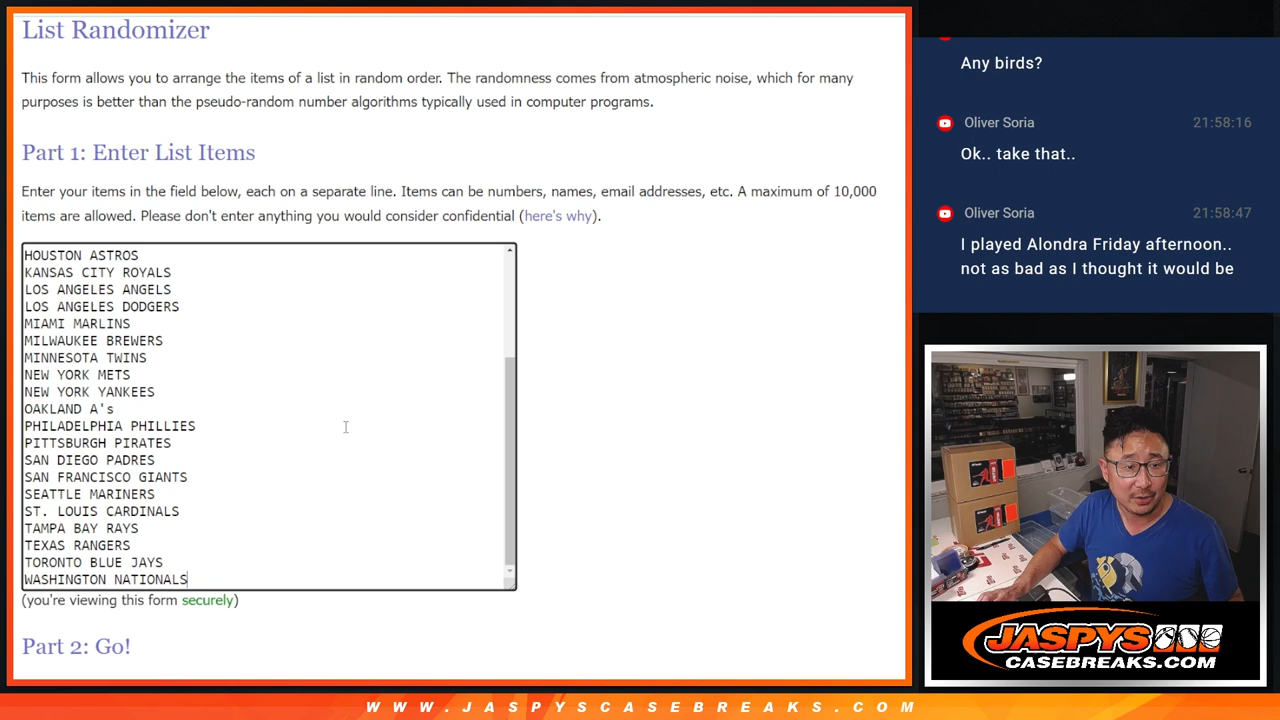 List Randomizer
This form allows you to arrange the items of a list in random order. The randomness comes from atmospheric noise, which for many
purposes is better than the pseudo-random number algorithms typically used in computer programs.
Part 1: Enter List Items
Enter your items in the field below, each on a separate line. Items can be numbers, names, email addresses, etc. A maximum of 10,000
items are allowed. Please don't enter anything you would consider confidential (here's why).
HOUSTON ASTROS
KANSAS CITY ROYALS
LOS ANGELES ANGELS
LOS ANGELES DODGERS
MIAMI MARLINS
MILWAUKEE BREWERS
MINNESOTA TWINS
NEW YORK METS
NEW YORK YANKEES
OAKLAND A's
PHILADELPHIA PHILLIES
PITTSBURGH PIRATES
SAN DIEGO PADRES
SAN FRANCISCO GIANTS
SEATTLE MARINERS
ST. LOUIS CARDINALS
TAMPA BAY RAYS
TEXAS RANGERS
TORONTO BLUE JAYS
WASHINGTON NATIONALS
(you're viewing this form securely)
Part 2: Go!
Any birds?
Oliver Soria 21:58:16
Ok.. take that..
Oliver Soria 21:58:47
I played Alondra Friday afternoon..
not as bad as I thought it would be
JASPYS
CASEBREAKS.COM
WWW.JASPYSCASEBREAKS.COM